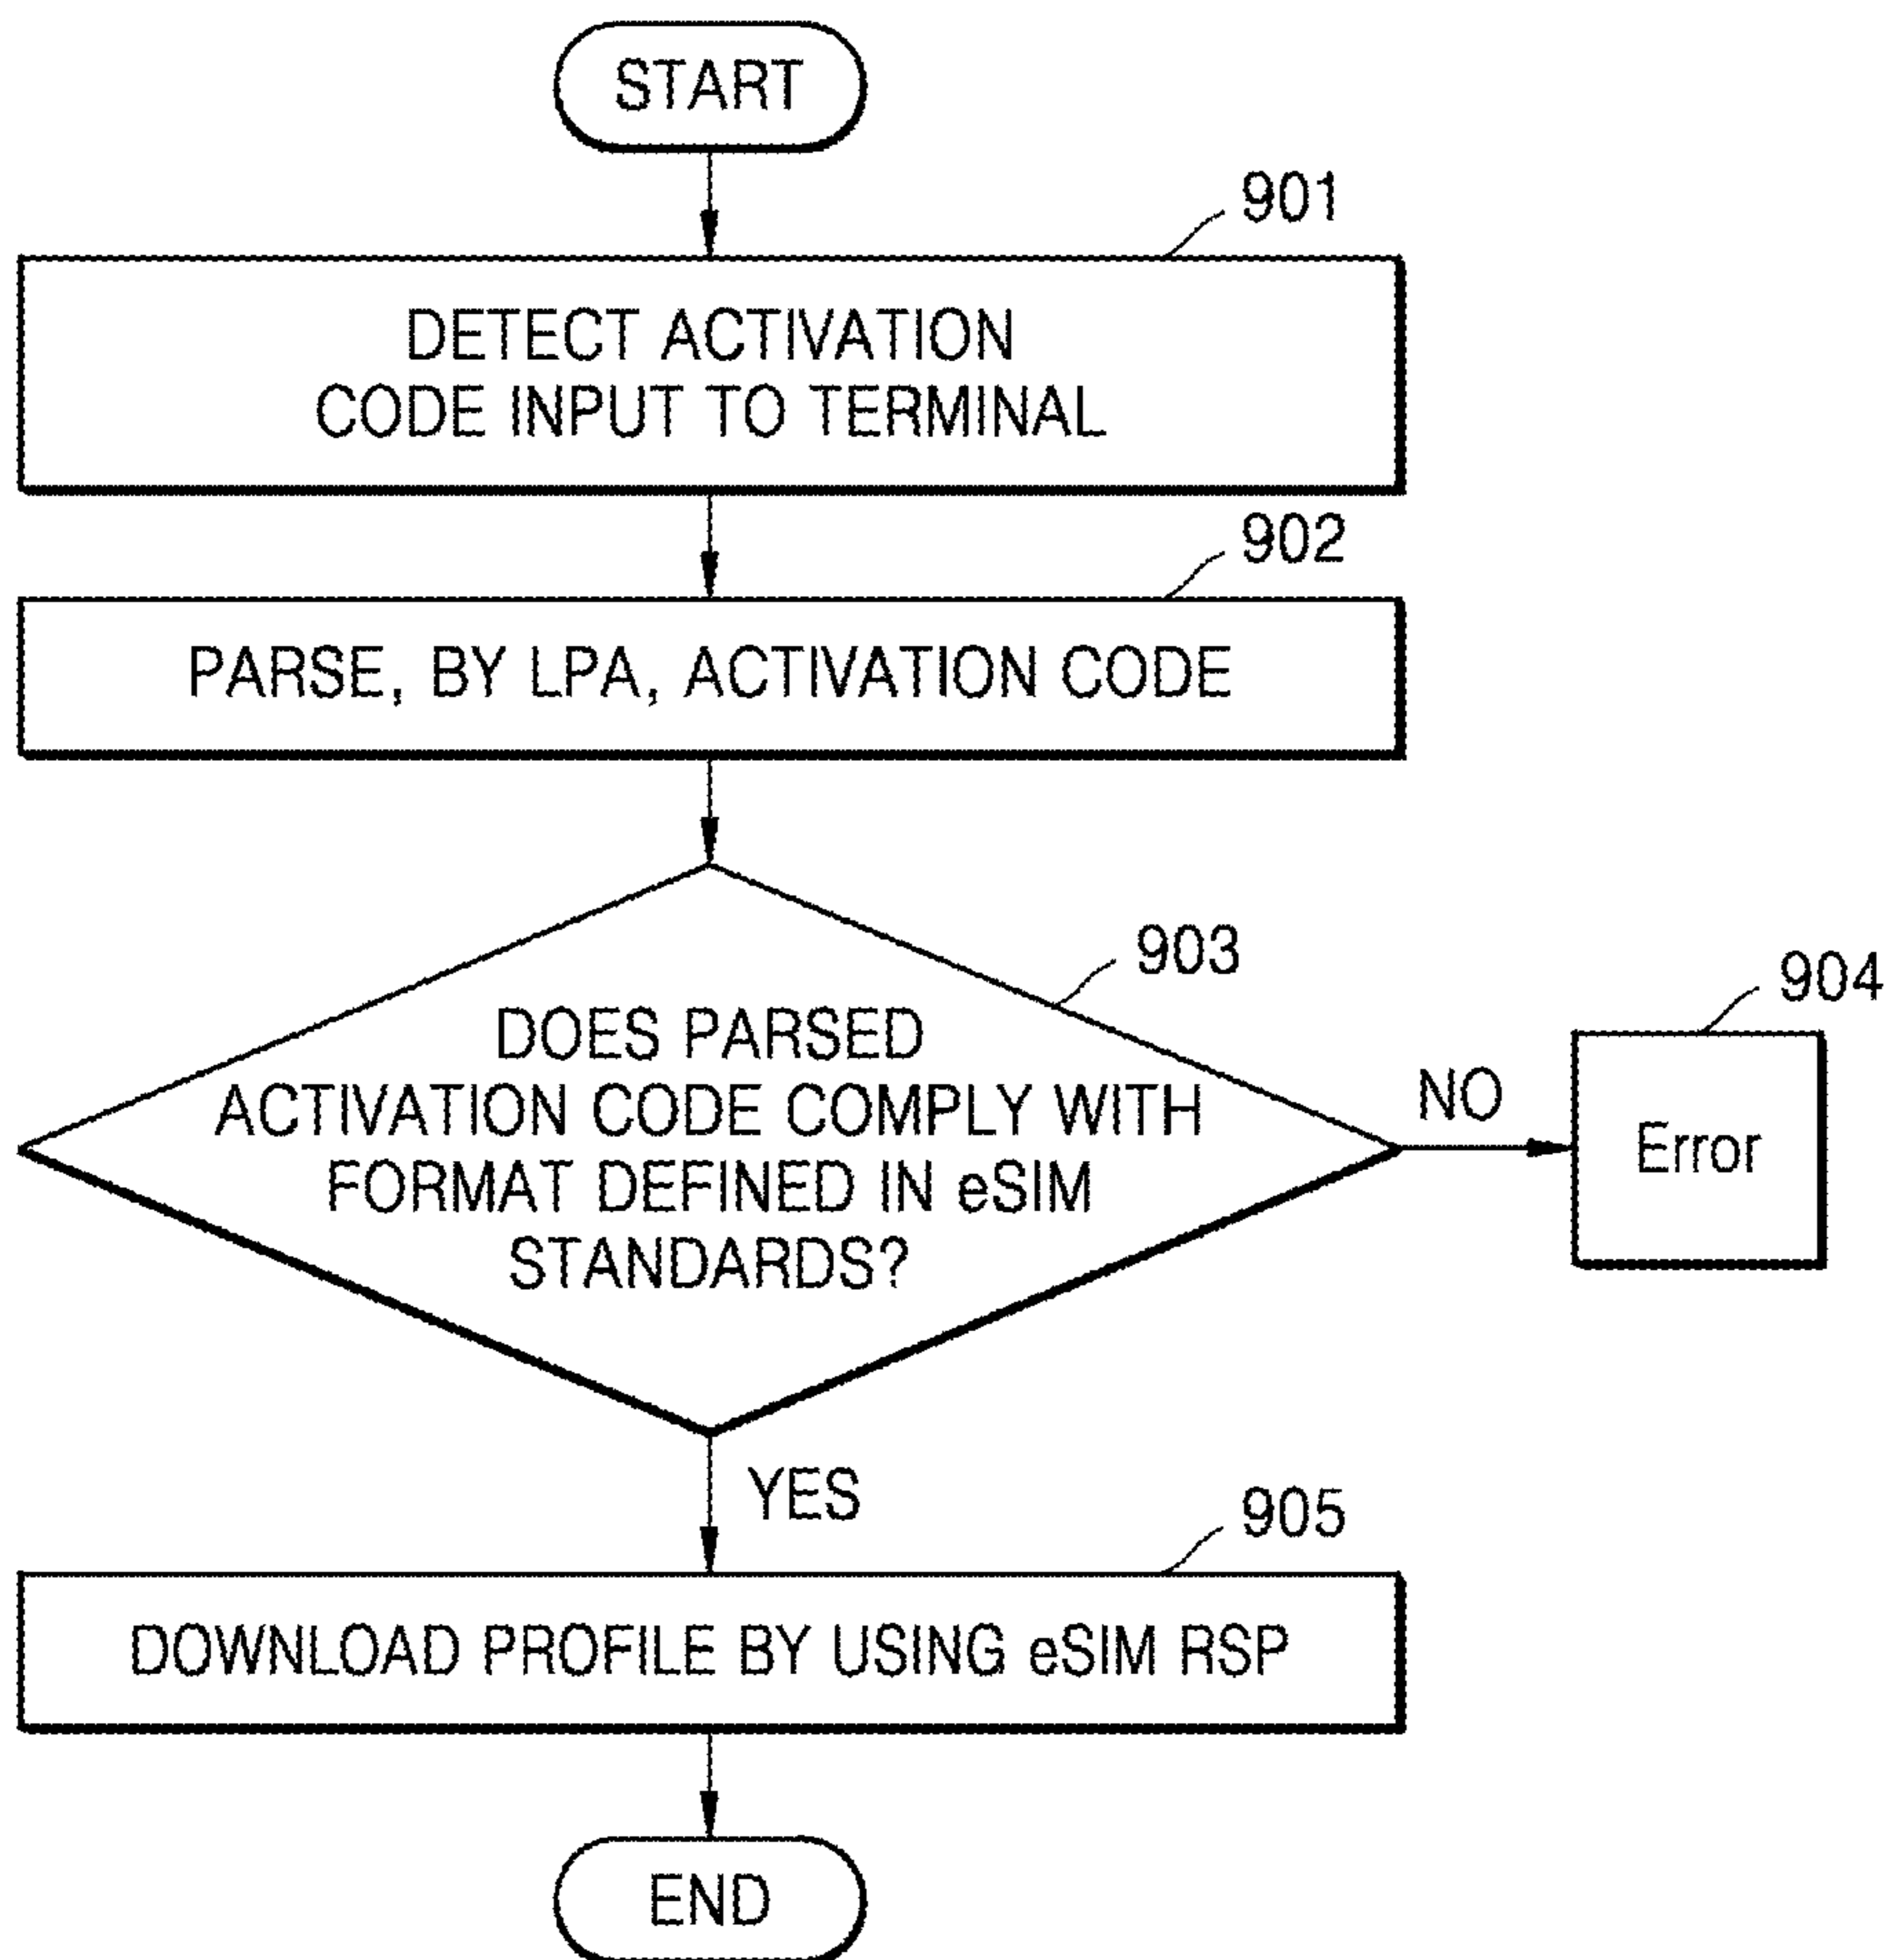 START
901
DETECT ACTIVATION
CODE INPUT TO TERMINAL
902
PARSE, BY LPA, ACTIVATION CODE
903
DOES PARSED
ACTIVATION CODE COMPLY WITH
FORMAT DEFINED IN eSIM
STANDARDS?
NO
904
Error
YES
905
DOWNLOAD PROFILE BY USING eSIM RSP
END